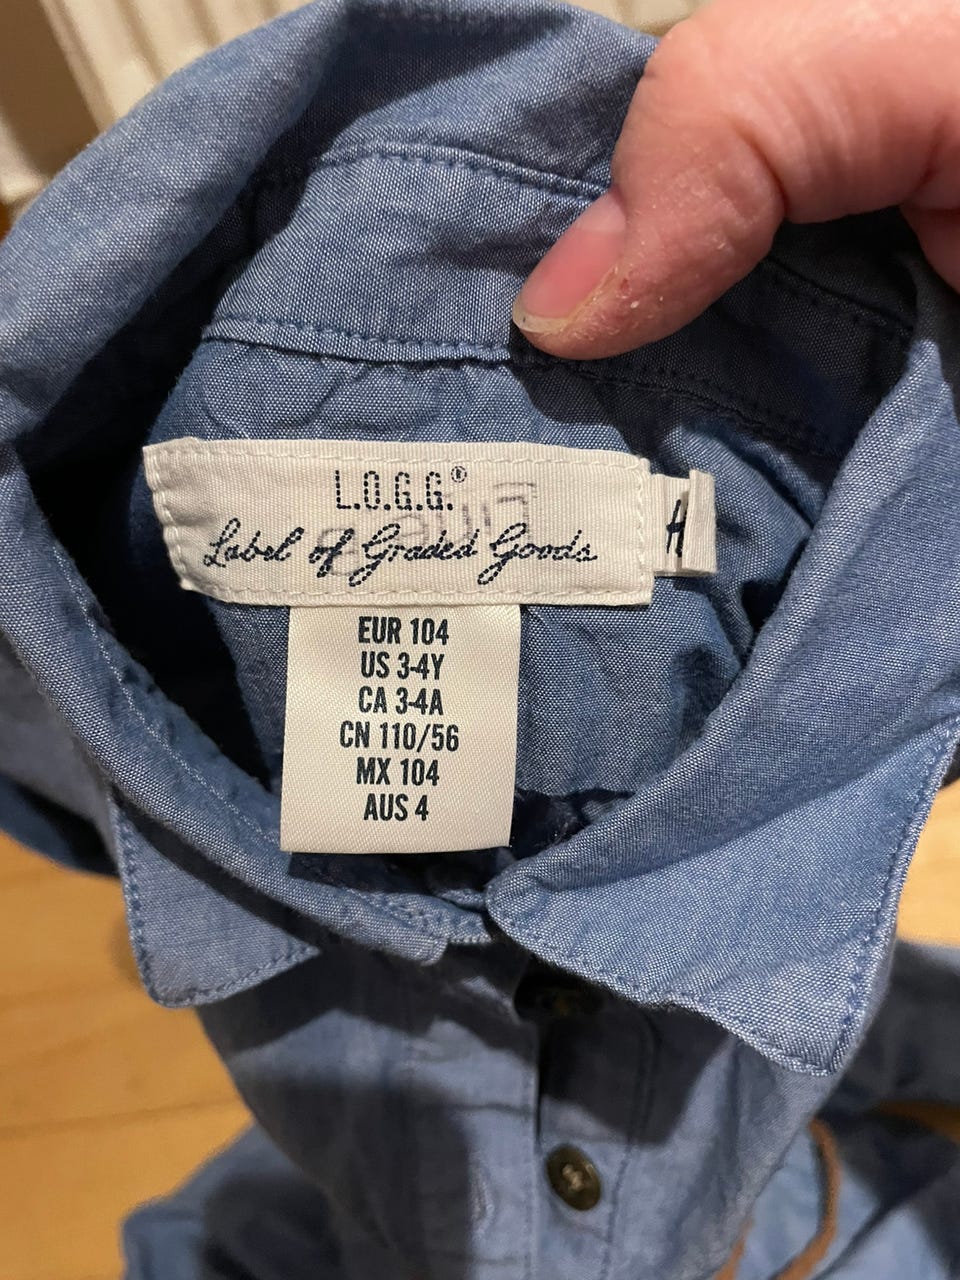 L.O.G.G.®
Label of Graded Goods
H
EUR 104
US 3-4Y
CA 3-4A
CN 110/56
MX 104
AUS 4